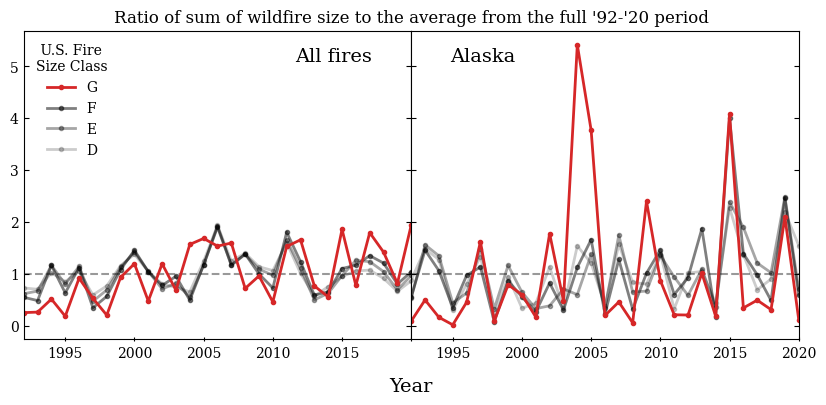 Ratio of sum of wildfire size to the average from the full '92-'20 period
U.S. Fire
Size Class
G
F
E
D
All fires
Alaska
5
4
3
2
1
0
1995
2000
2005
2010
2015
1995
2000
2005
2010
2015
2020
Year